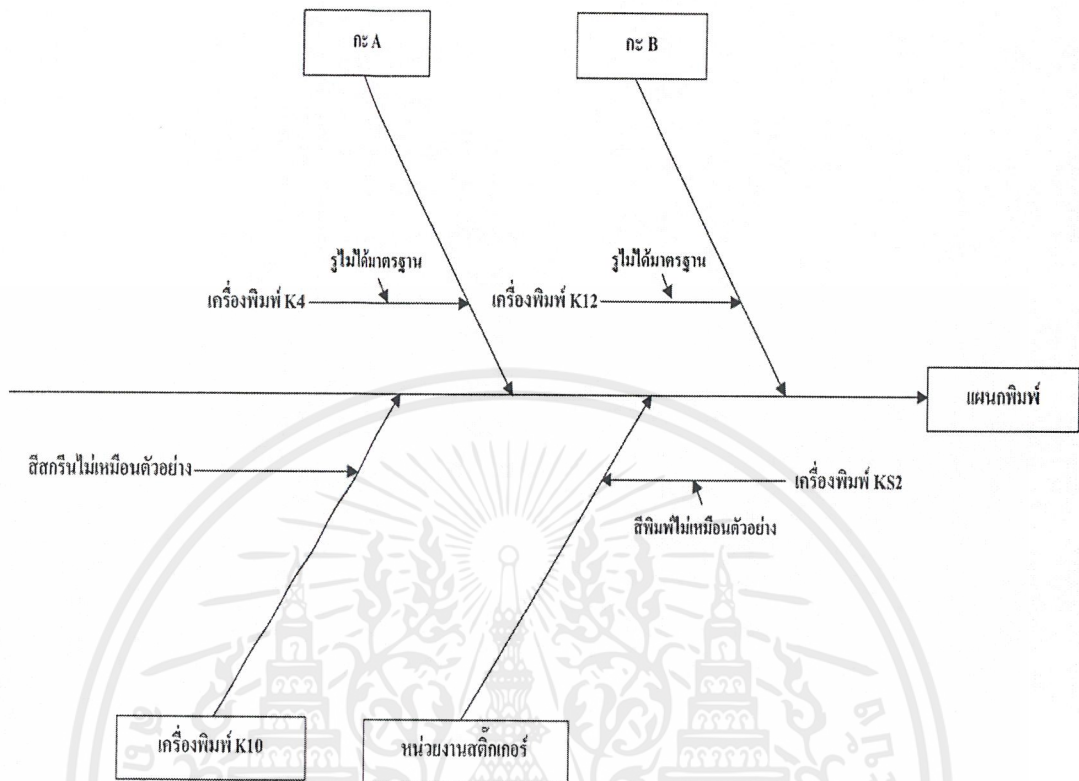 กะ A
กะ B
รูไม่ได้มาตรฐาน
รูไม่ได้มาตรฐาน
เครื่องพิมพ์ K4
เครื่องพิมพ์ K12
แผนกพิมพ์
สีสกรีนไม่เหมือนตัวอย่าง
เครื่องพิมพ์ KS2
สีพิมพ์ไม่เหมือนตัวอย่าง
เครื่องพิมพ์ K10
หน่วยงานสติ๊กเกอร์